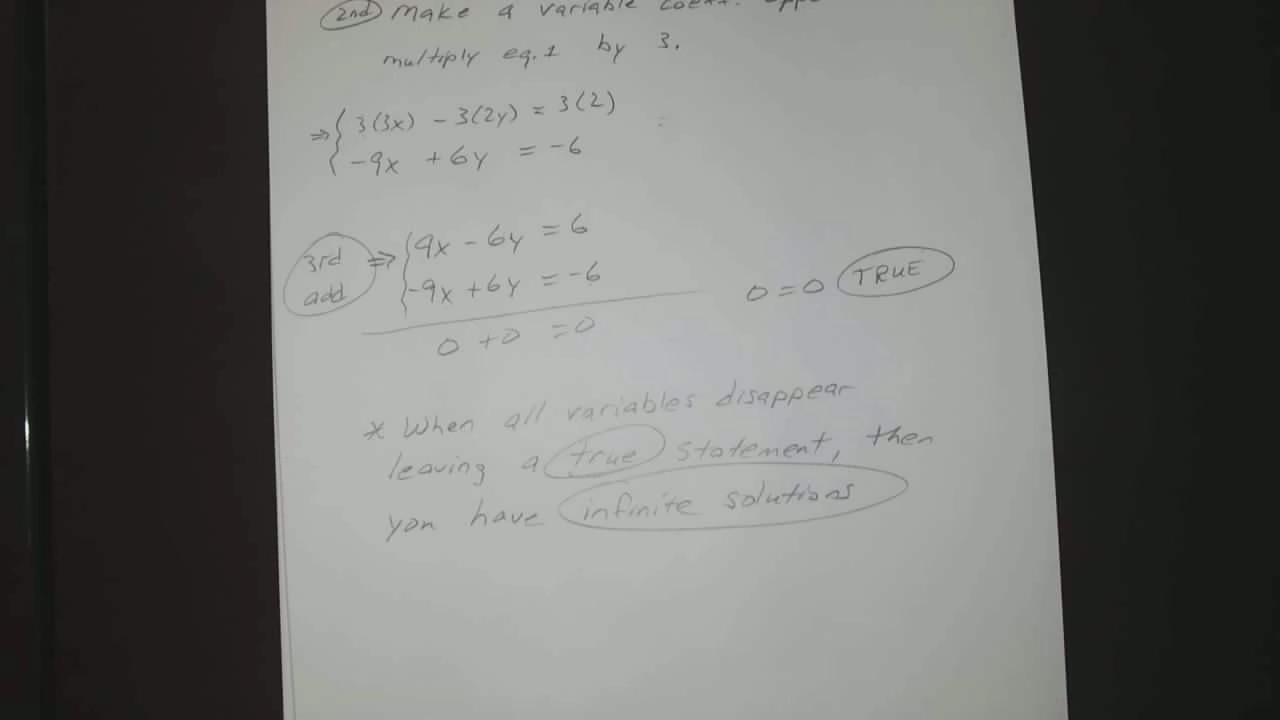 2nd Make a variable coeff. opp
multiply eq.1 by 3.
⇒ { 3(3x) - 3(2y) = 3(2)
-9x + 6y = -6
3rd add ⇒ { 9x - 6y = 6
-9x + 6y = -6
0 + 0 = 0
0 = 0 TRUE
* When all variables disappear
leaving a true statement, then
you have infinite solutions